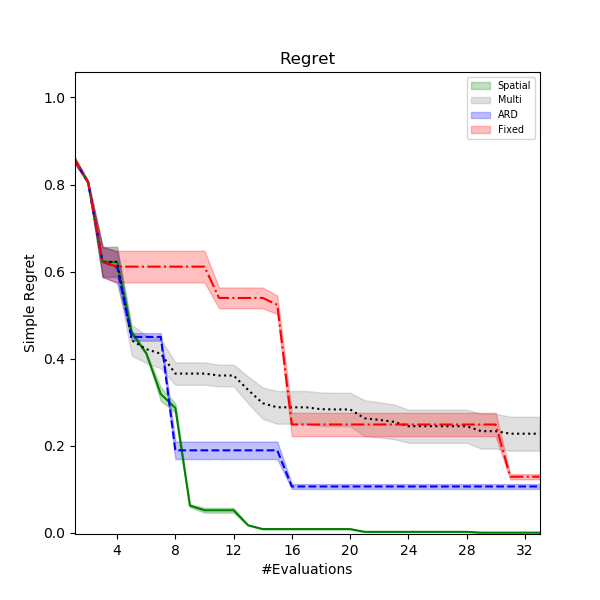 Regret
Spatial
Multi
ARD
Fixed
1.0
0.8
0.6
0.4
0.2
0.0
Simple Regret
4 8 12 16 20 24 28 32
#Evaluations